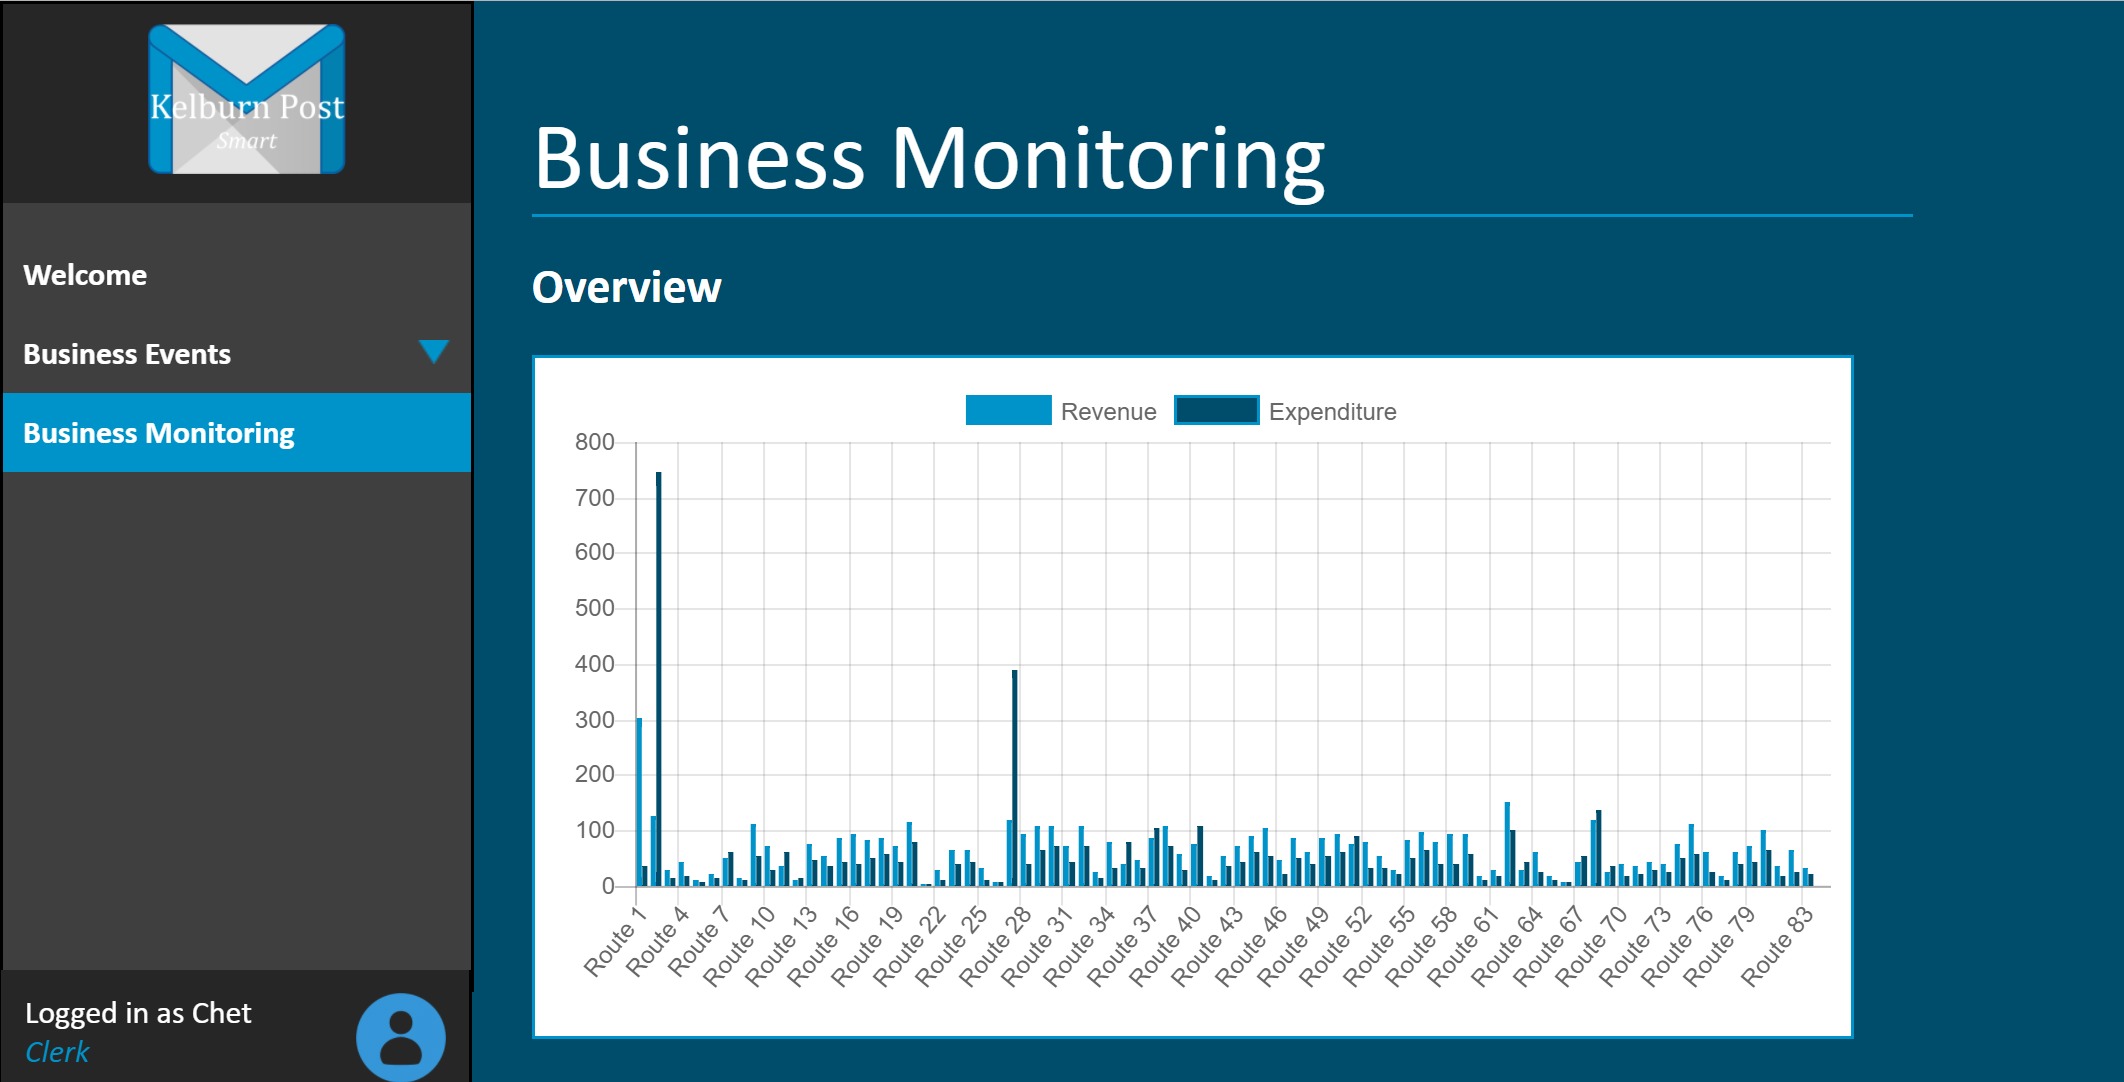 Kelburn Post
Smart
Welcome
Business Events
Business Monitoring
Logged in as Chet
Clerk
Business Monitoring
Overview
Revenue
Expenditure
800
700
600
500
400
300
200
100
0
Route 1
Route 4
Route 7
Route 10
Route 13
Route 16
Route 19
Route 22
Route 25
Route 28
Route 31
Route 34
Route 37
Route 40
Route 43
Route 46
Route 49
Route 52
Route 55
Route 58
Route 61
Route 64
Route 67
Route 70
Route 73
Route 76
Route 79
Route 83